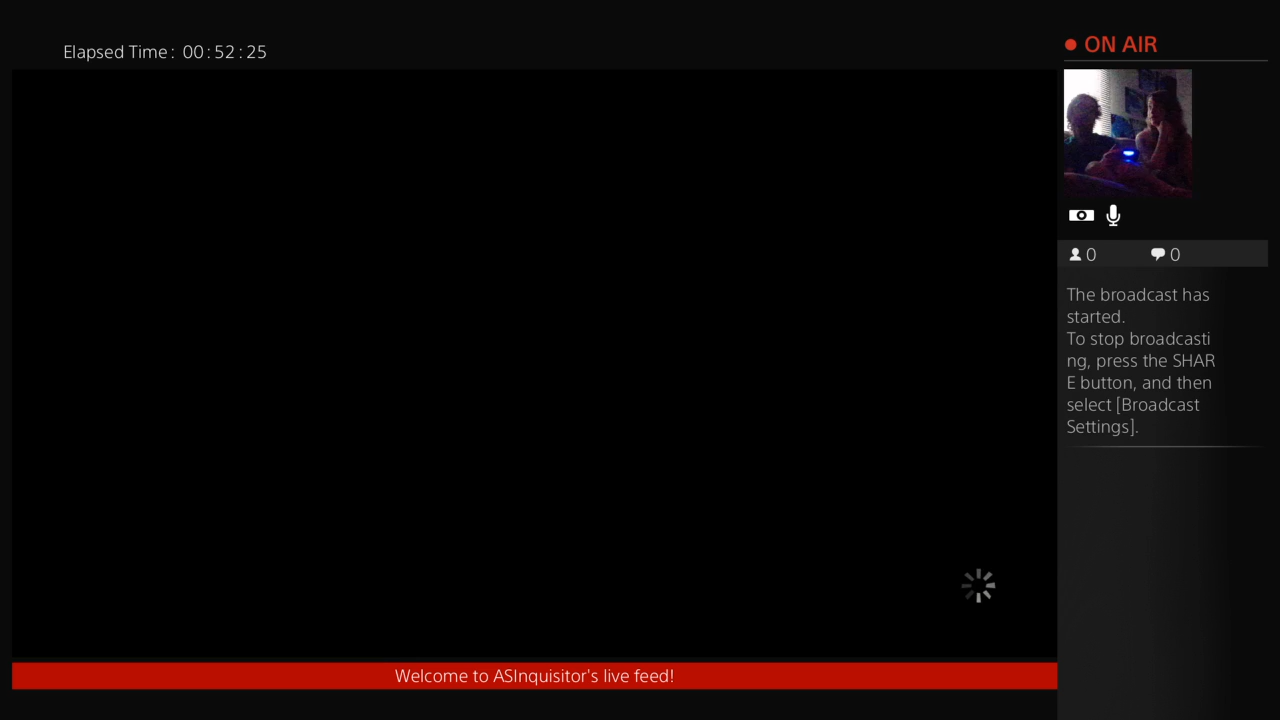 Elapsed Time: 00:52:25
ON AIR
0 0
The broadcast has
started.
To stop broadcasti
ng, press the SHAR
E button, and then
select [Broadcast
Settings].
Welcome to ASInquisitor's live feed!